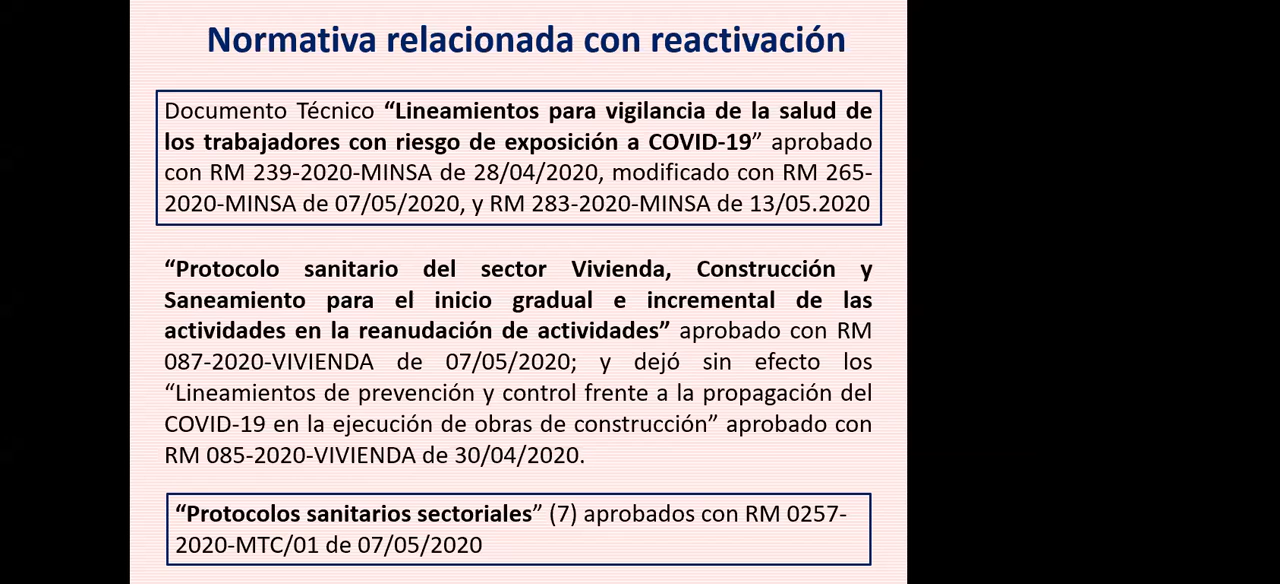 Normativa relacionada con reactivación
Documento Técnico “Lineamientos para vigilancia de la salud de
los trabajadores con riesgo de exposición a COVID-19” aprobado
con RM 239-2020-MINSA de 28/04/2020, modificado con RM 265-
2020-MINSA de 07/05/2020, y RM 283-2020-MINSA de 13/05.2020
“Protocolo sanitario del sector Vivienda, Construcción y
Saneamiento para el inicio gradual e incremental de las
actividades en la reanudación de actividades” aprobado con RM
087-2020-VIVIENDA de 07/05/2020; y dejó sin efecto los
“Lineamientos de prevención y control frente a la propagación del
COVID-19 en la ejecución de obras de construcción” aprobado con
RM 085-2020-VIVIENDA de 30/04/2020.
“Protocolos sanitarios sectoriales” (7) aprobados con RM 0257-
2020-MTC/01 de 07/05/2020